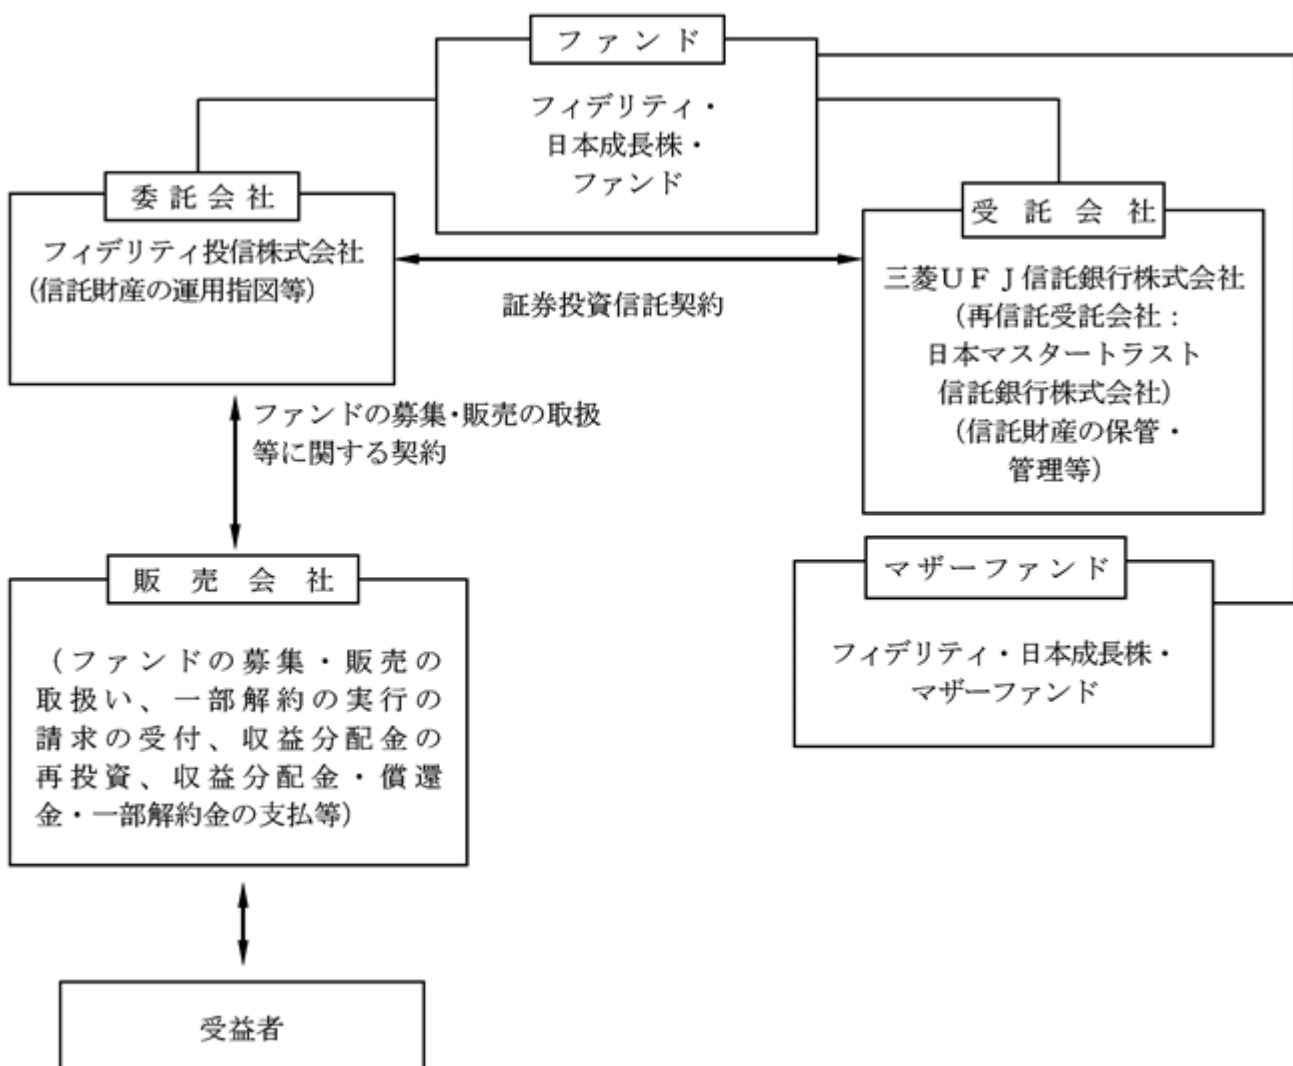 ファンド
フィデリティ・
日本成長株・
ファンド
委託会社
フィデリティ投信株式会社
(信託財産の運用指図等)
証券投資信託契約
受託会社
三菱ＵＦＪ信託銀行株式会社
(再信託受託会社：
日本マスタートラスト
信託銀行株式会社)
(信託財産の保管・
管理等)
ファンドの募集・販売の取扱
等に関する契約
マザーファンド
フィデリティ・日本成長株・
マザーファンド
販売会社
(ファンドの募集・販売の
取扱い、一部解約の実行の
請求の受付、収益分配金の
再投資、収益分配金・償還
金・一部解約金の支払等)
受益者